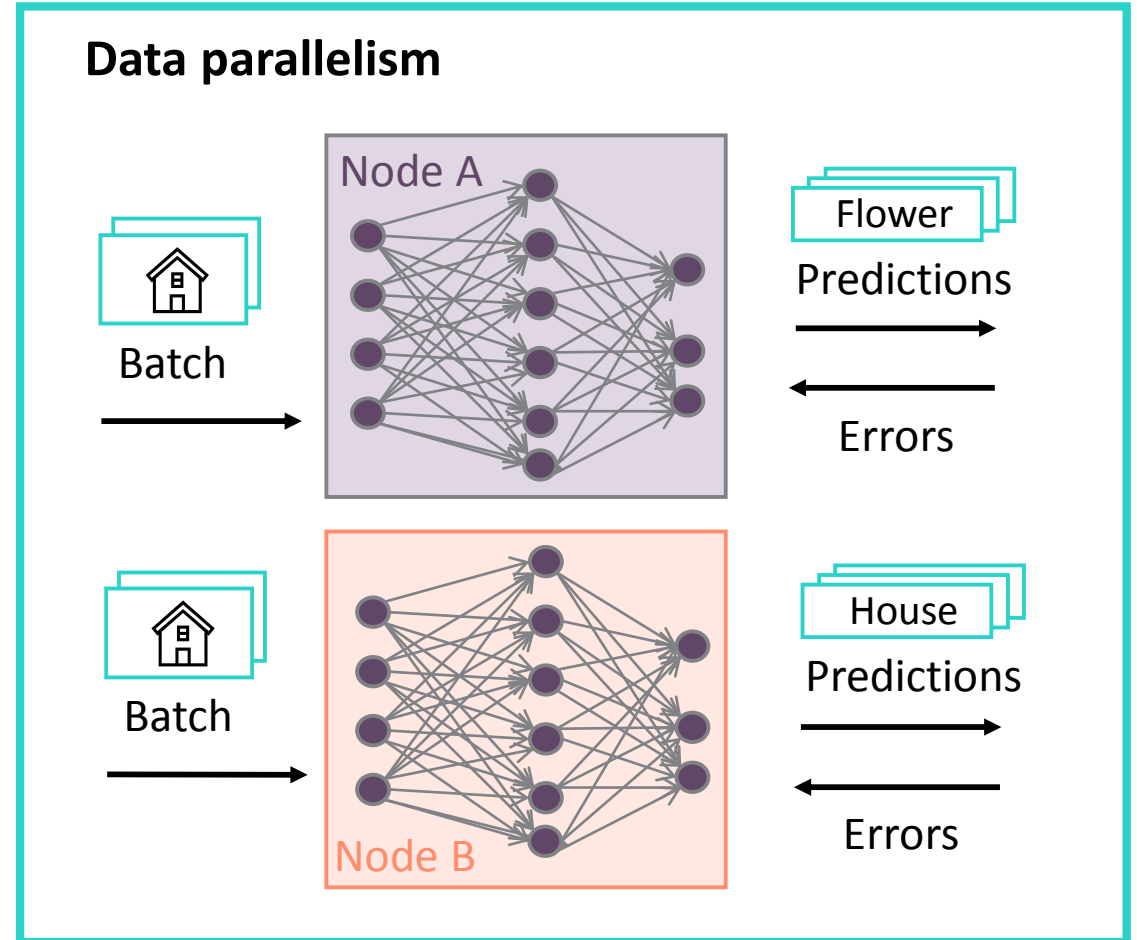 Data parallelism
Node A
Flower
Predictions
Batch
Errors
House
Predictions
Batch
Errors
Node B